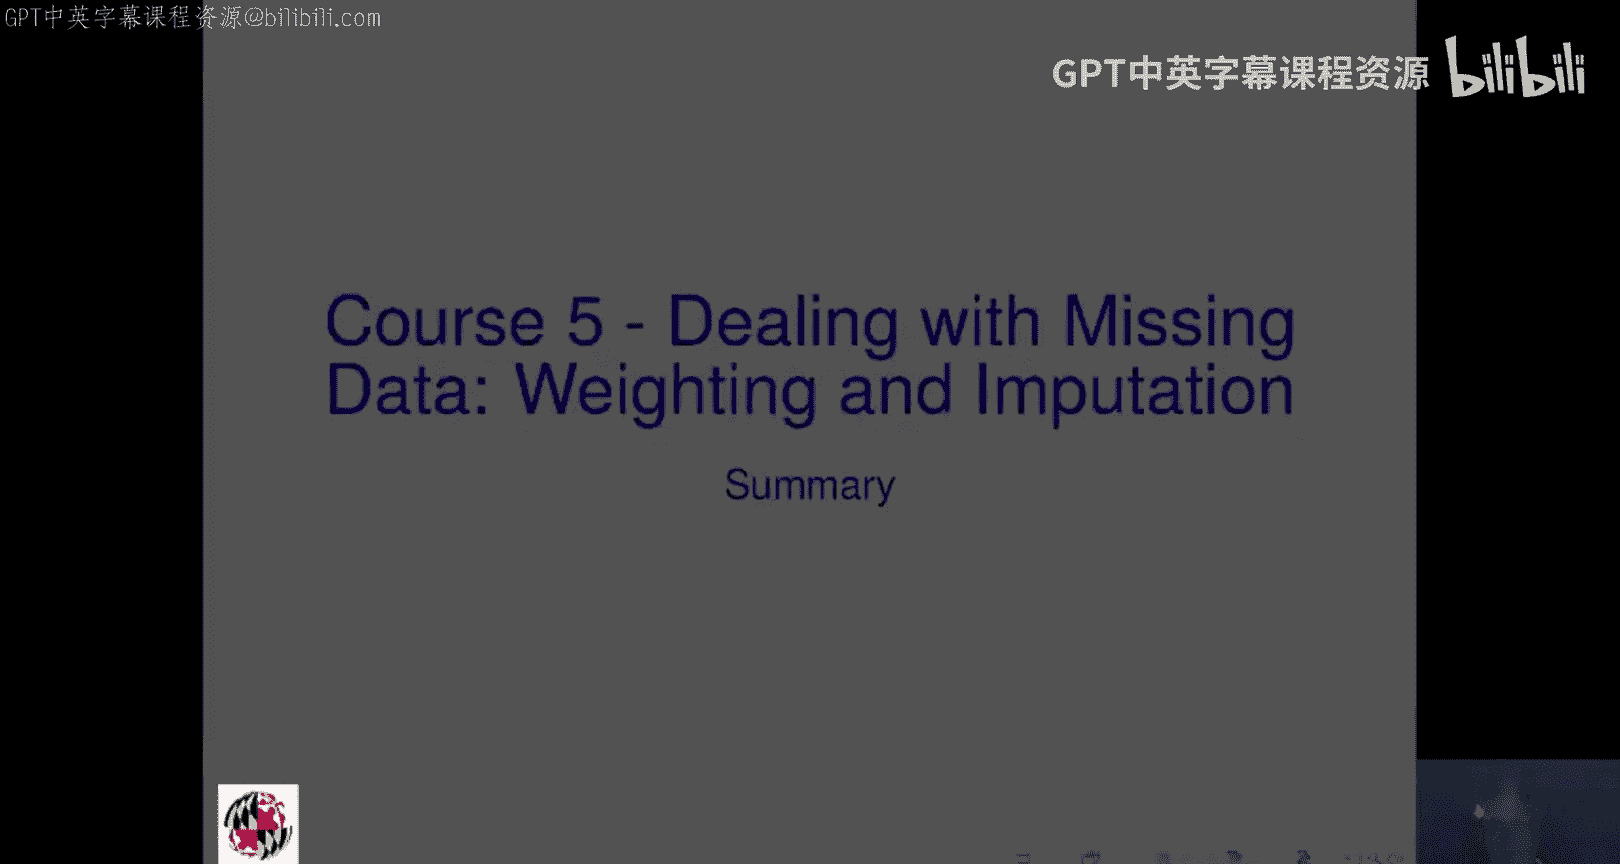 GPT中英字幕课程资源@bilibili.com
GPT中英字幕课程资源 bilibili
Course 5 - Dealing with Missing
Data: Weighting and Imputation
Summary